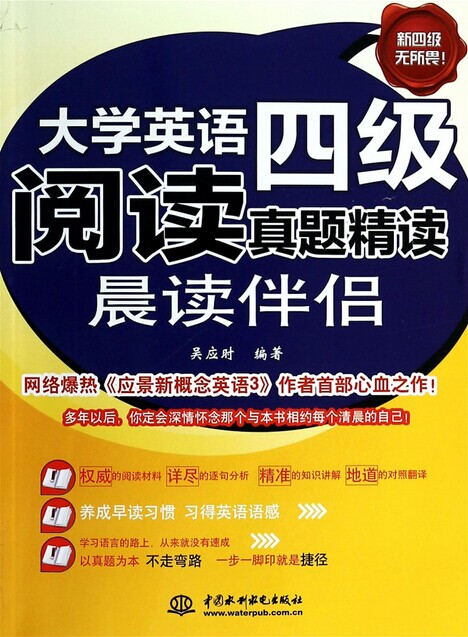 新四级
无所畏！
大学英语四级
阅读真题精读
晨读伴侣
吴应时 编著
网络爆热《应景新概念英语3》作者首部心血之作！
多年以后，你定会深情怀念那个与本书相约每个清晨的自己！
权威的阅读材料 详尽的逐句分析 精准的知识讲解 地道的对照翻译
养成早读习惯 习得英语语感
学习语言的路上，从来就没有速成
以真题为本 不走弯路 一步一脚印就是捷径
中国水利水电出版社
www.waterpub.com.cn